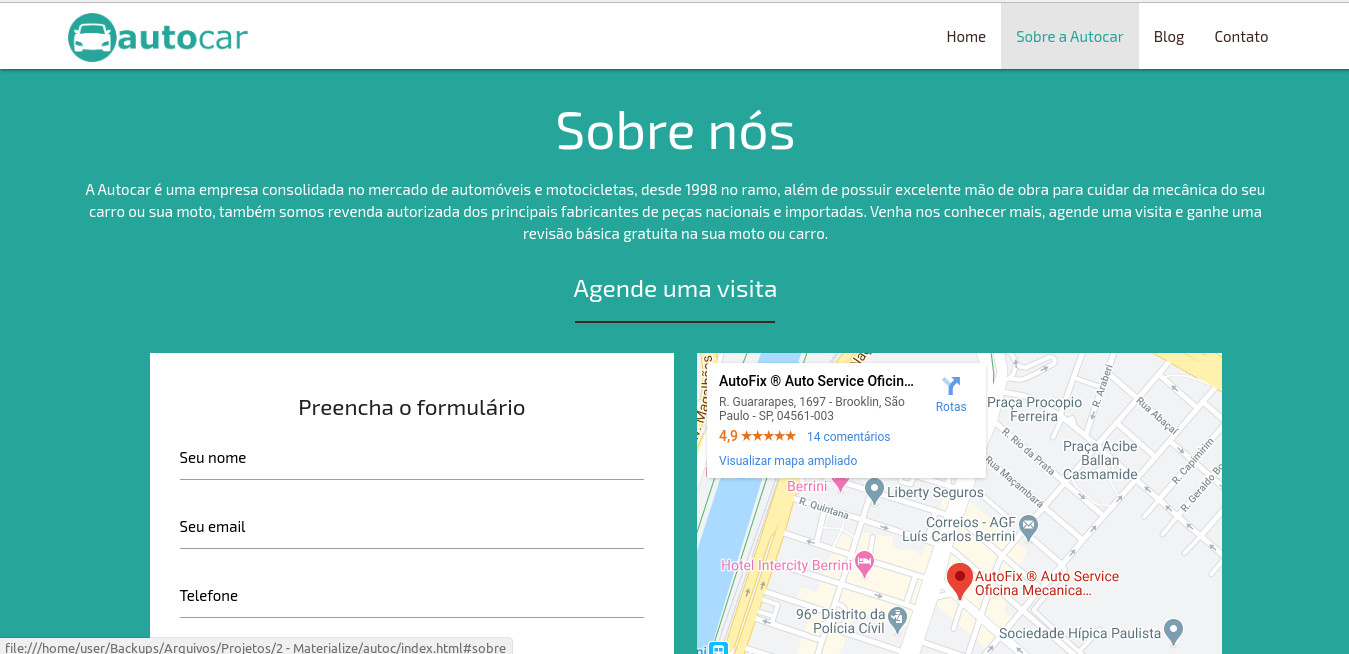 autocar
Home
Sobre a Autocar
Blog
Contato
Sobre nós
A Autocar é uma empresa consolidada no mercado de automóveis e motocicletas, desde 1998 no ramo, além de possuir excelente mão de obra para cuidar da mecânica do seu
carro ou sua moto, também somos revenda autorizada dos principais fabricantes de peças nacionais e importadas. Venha nos conhecer mais, agende uma visita e ganhe uma
revisão básica gratuita na sua moto ou carro.
Agende uma visita
Preencha o formulário
Seu nome
Seu email
Telefone
AutoFix ® Auto Service Oficin...
R. Guararapes, 1697 - Brooklin, São
Paulo - SP, 04561-003
4,9 ★★★★★ 14 comentários
Visualizar mapa ampliado
Rotas
Praça Procopio
Ferreira
R. Araberi
Rua Abaçaí
Praça Acibe
Ballan
Casmamide
R. Rio da Prata
Rua Maçambará
R. Capimirim
R. Geraldo Bo
Berrini
Liberty Seguros
R. Quintana
Correios - AGF
Luís Carlos Berrini
Hotel Intercity Berrini
AutoFix ® Auto Service
Oficina Mecanica...
96º Distrito da
Polícia Cívil
Sociedade Hípica Paulista
file:///home/user/Backups/Arquivos/Projetos/2 - Materialize/autoc/index.html#sobre